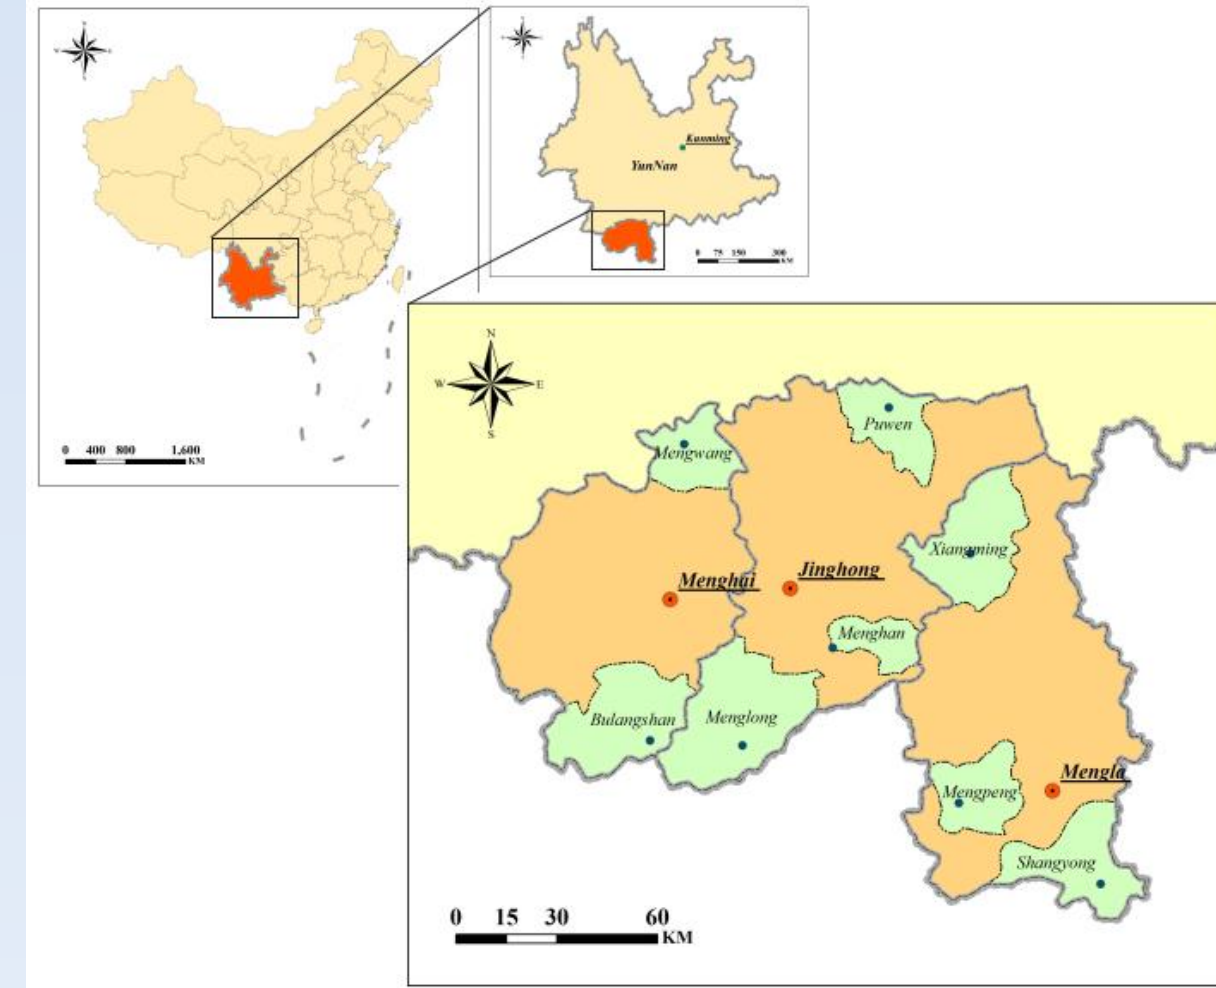 Kunming
YunNan
0 75 150 300
KM
0 400 800 1,600
KM
N
W E
S
Puwen
Mengwang
Xiangming
Jinghong
Menghai
Menghan
Bulangshan
Menglong
Mengla
Mengpeng
Shangyong
0 15 30 60
KM